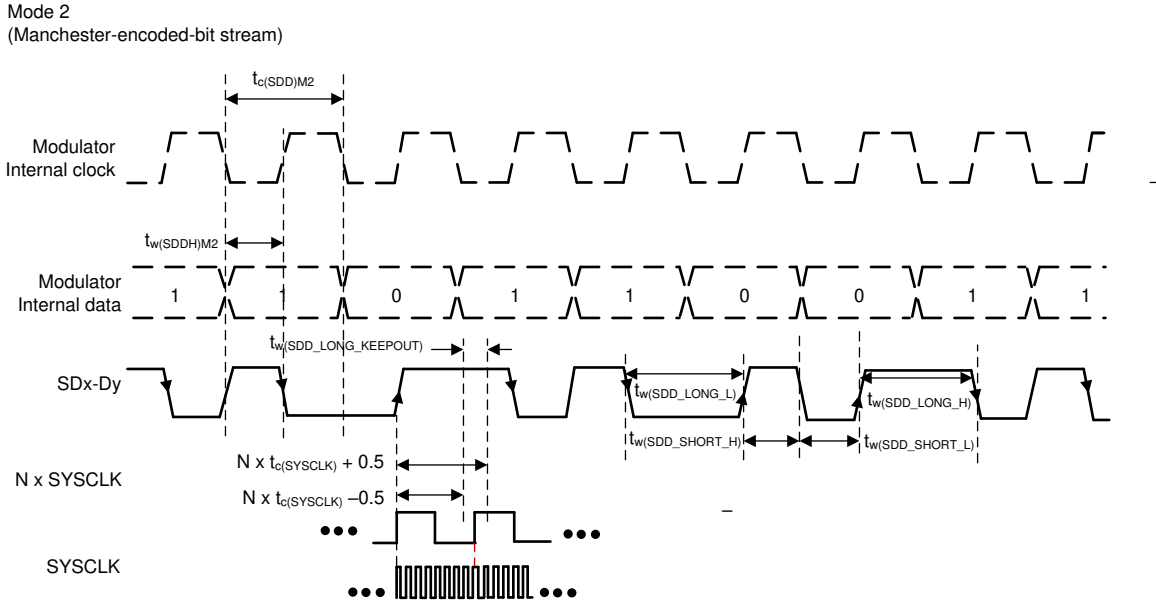 Mode 2
(Manchester-encoded-bit stream)
tc(SDD)M2
Modulator
Internal clock
tw(SDDH)M2
Modulator
Internal data
1 1 0 1 1 0 0 1 1
tw(SDD_LONG_KEEPOUT)
SDx-Dy
tw(SDD_LONG_L)
tw(SDD_LONG_H)
tw(SDD_SHORT_H)
tw(SDD_SHORT_L)
N x tc(SYSCLK) + 0.5
N x SYSCLK
N x tc(SYSCLK) –0.5
SYSCLK